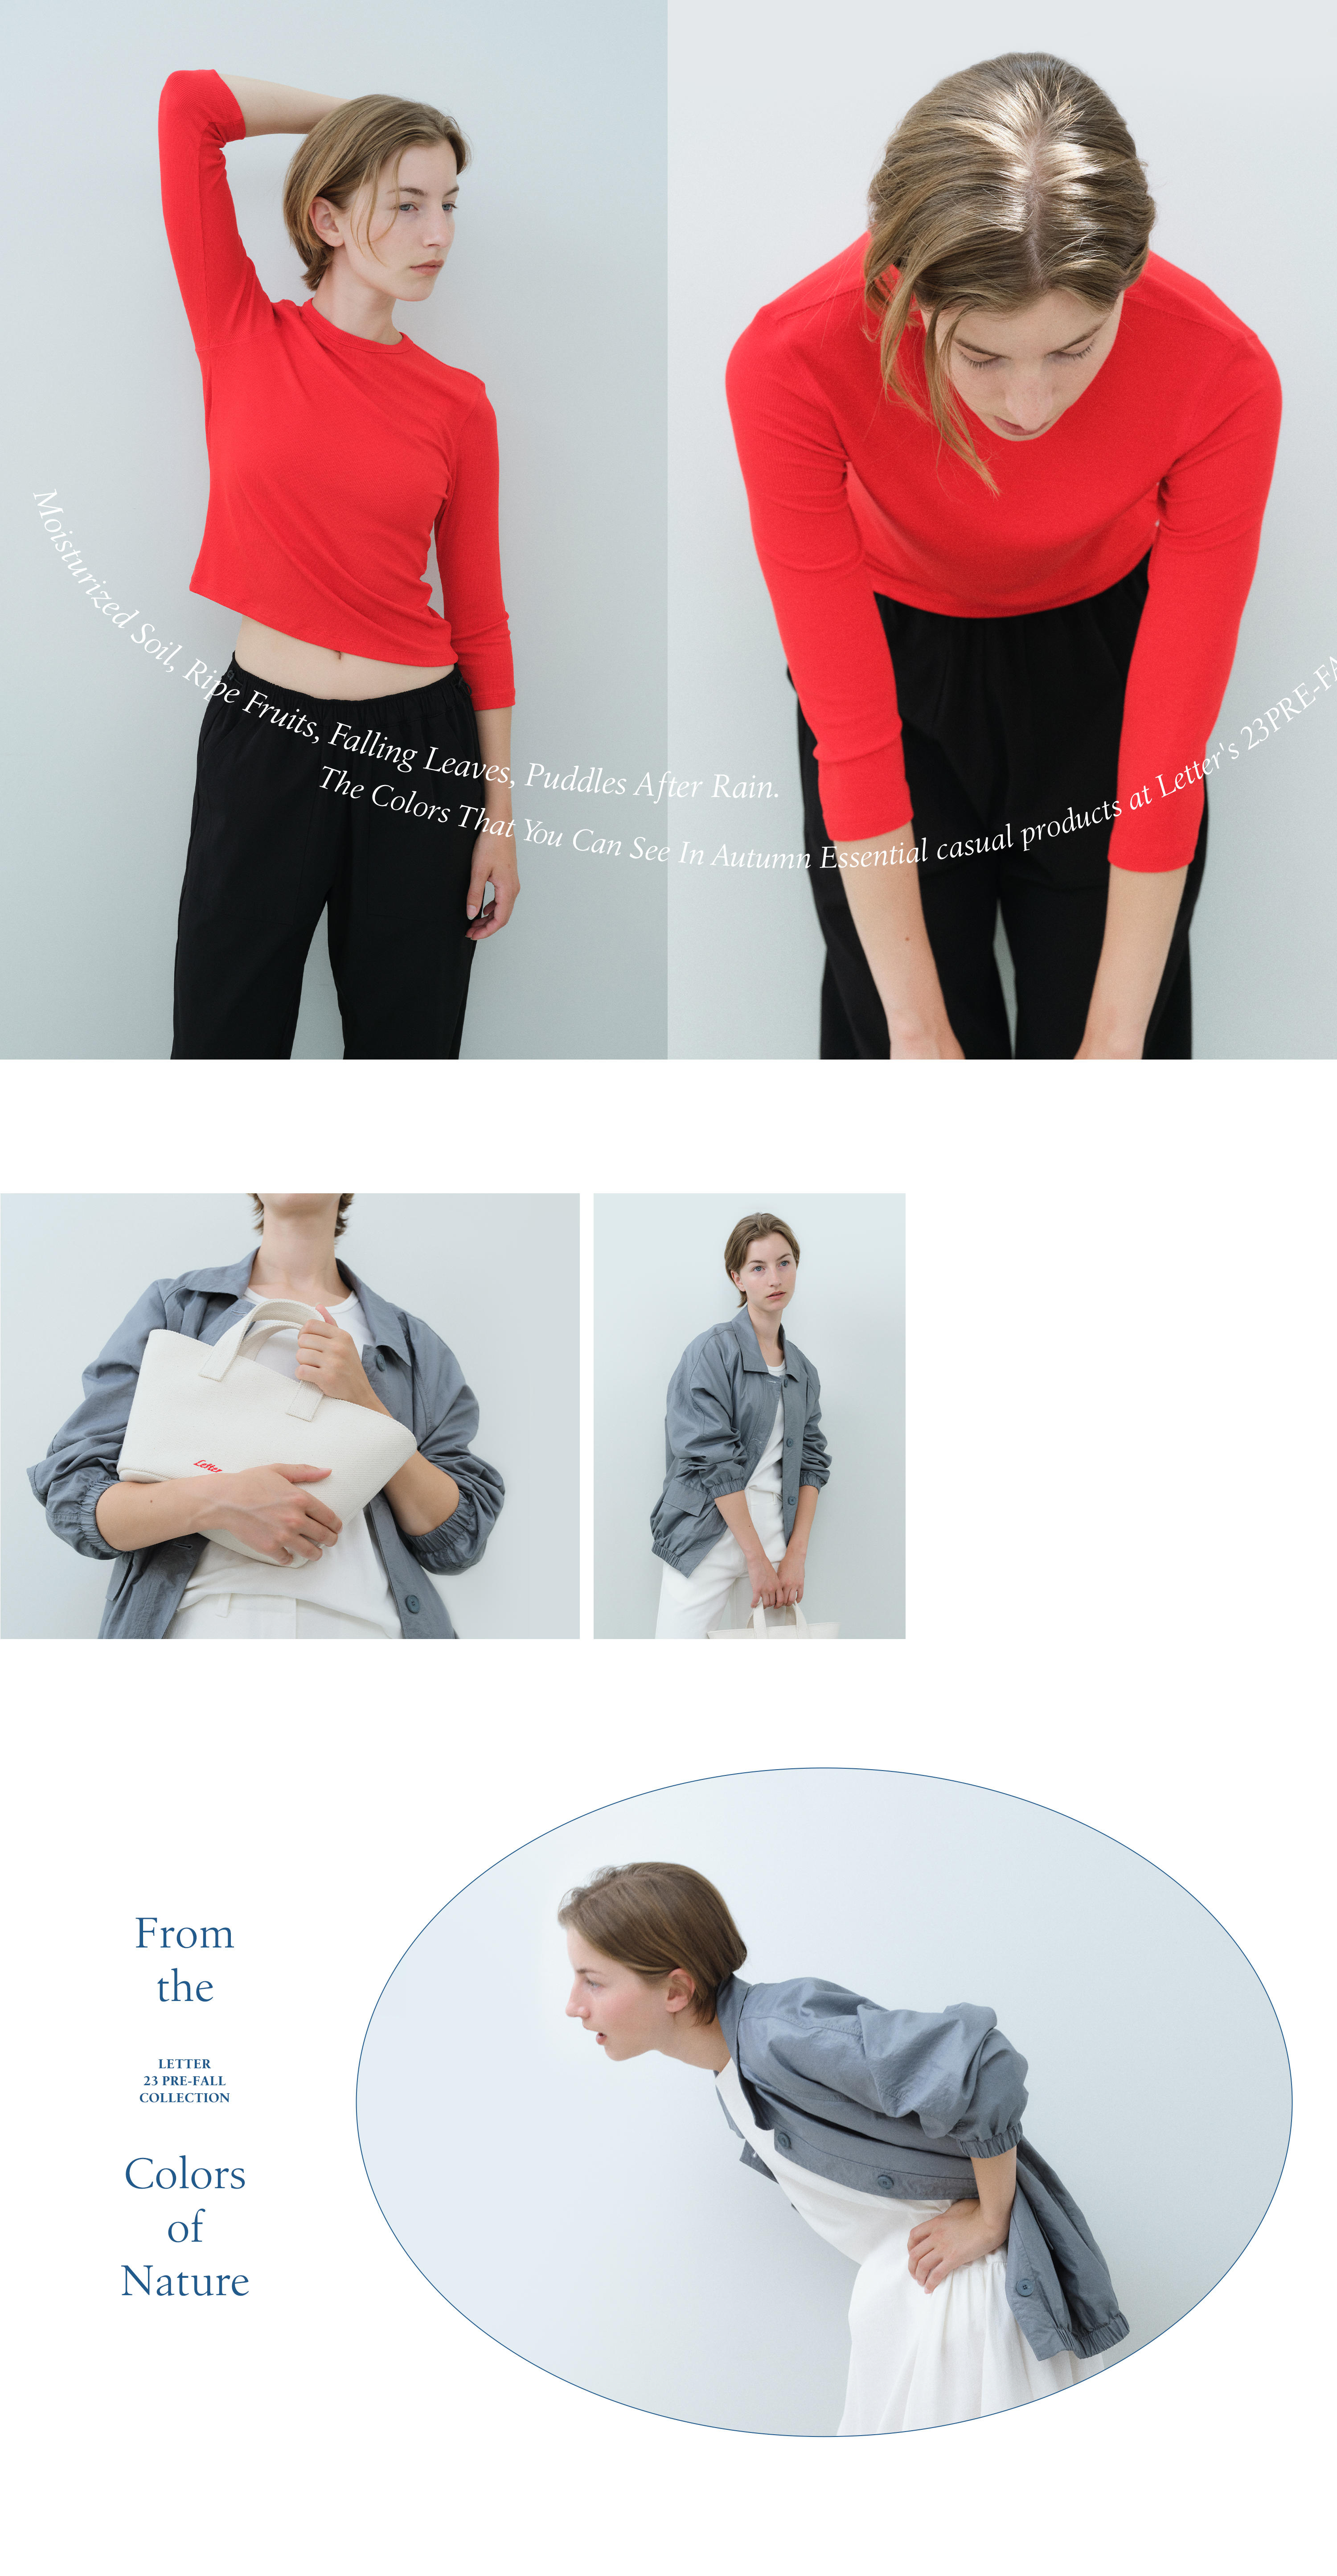 Moisturized Soil, Ripe Fruits, Falling Leaves, Puddles After Rain.
The Colors That You Can See In Autumn Essential casual products at Letter's 23PRE-FA
Letter
From
the
LETTER
23 PRE-FALL
COLLECTION
Colors
of
Nature